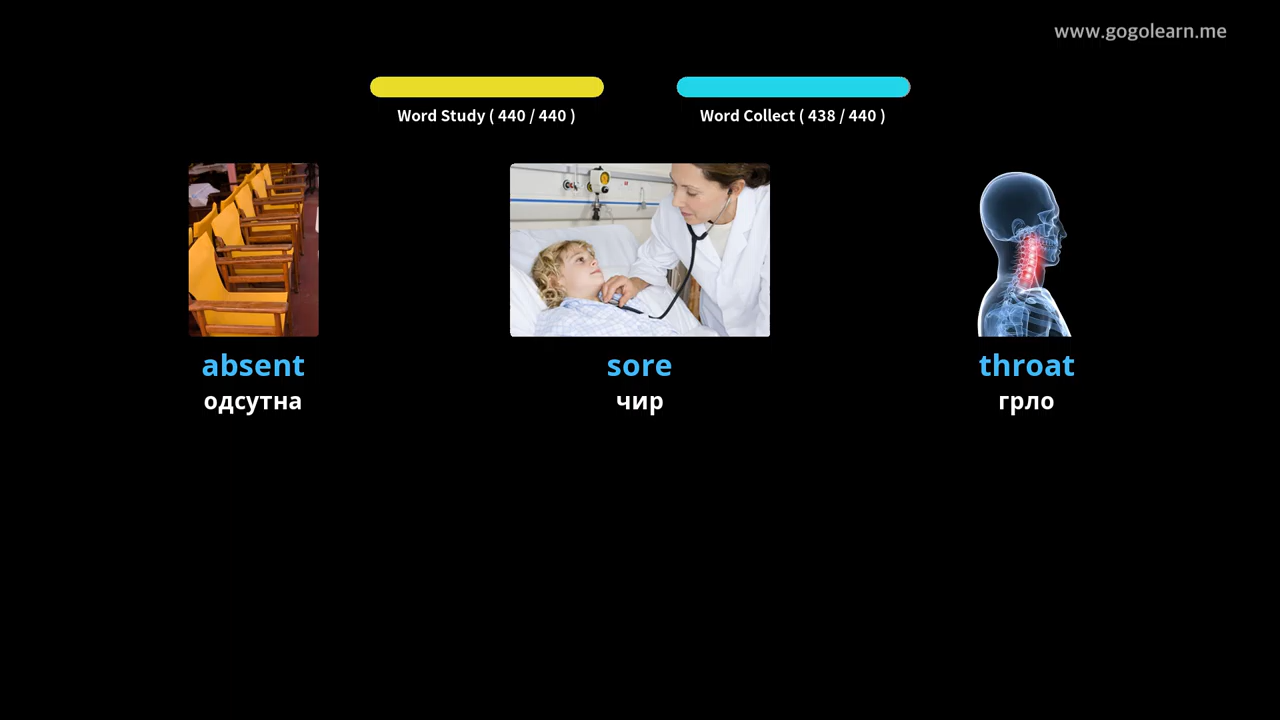 www.gogolearn.me
Word Study ( 440 / 440 )
Word Collect ( 438 / 440 )
absent
одсутна
sore
чир
throat
грло